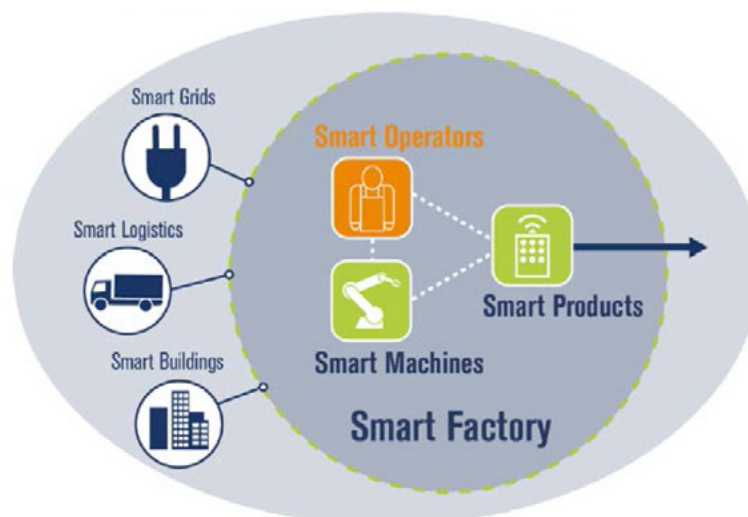 Smart Grids
Smart Operators
Smart Logistics
Smart Products
Smart Buildings
Smart Machines
Smart Factory